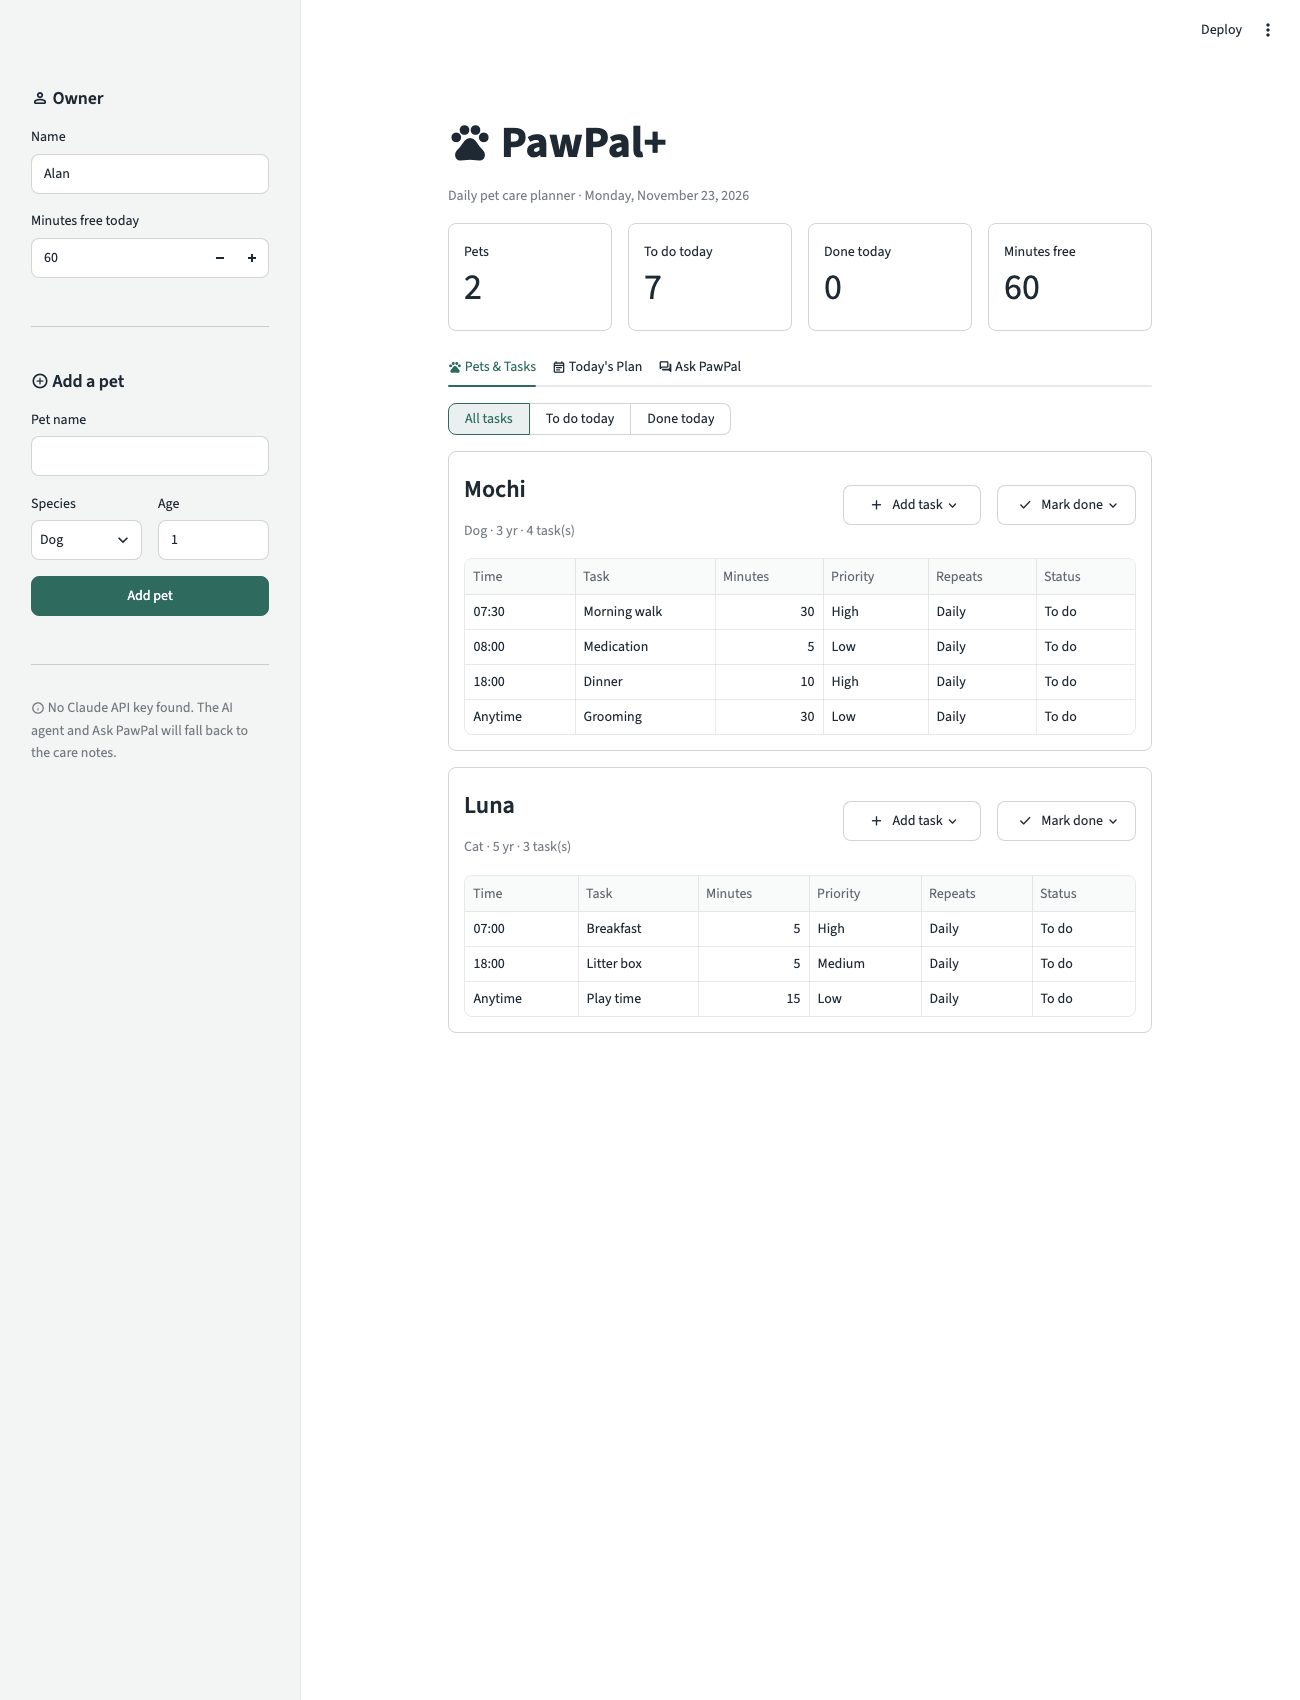 Deploy
Owner
Name
Alan
Minutes free today
60
Add a pet
Pet name
Species Age
Dog 1
Add pet
No Claude API key found. The AI
agent and Ask PawPal will fall back to
the care notes.
PawPal+
Daily pet care planner · Monday, November 23, 2026
Pets To do today Done today Minutes free
2 7 0 60
Pets & Tasks Today's Plan Ask PawPal
All tasks To do today Done today
Mochi
Add task Mark done
Dog · 3 yr · 4 task(s)
Time Task Minutes Priority Repeats Status
07:30 Morning walk 30 High Daily To do
08:00 Medication 5 Low Daily To do
18:00 Dinner 10 High Daily To do
Anytime Grooming 30 Low Daily To do
Luna
Add task Mark done
Cat · 5 yr · 3 task(s)
Time Task Minutes Priority Repeats Status
07:00 Breakfast 5 High Daily To do
18:00 Litter box 5 Medium Daily To do
Anytime Play time 15 Low Daily To do